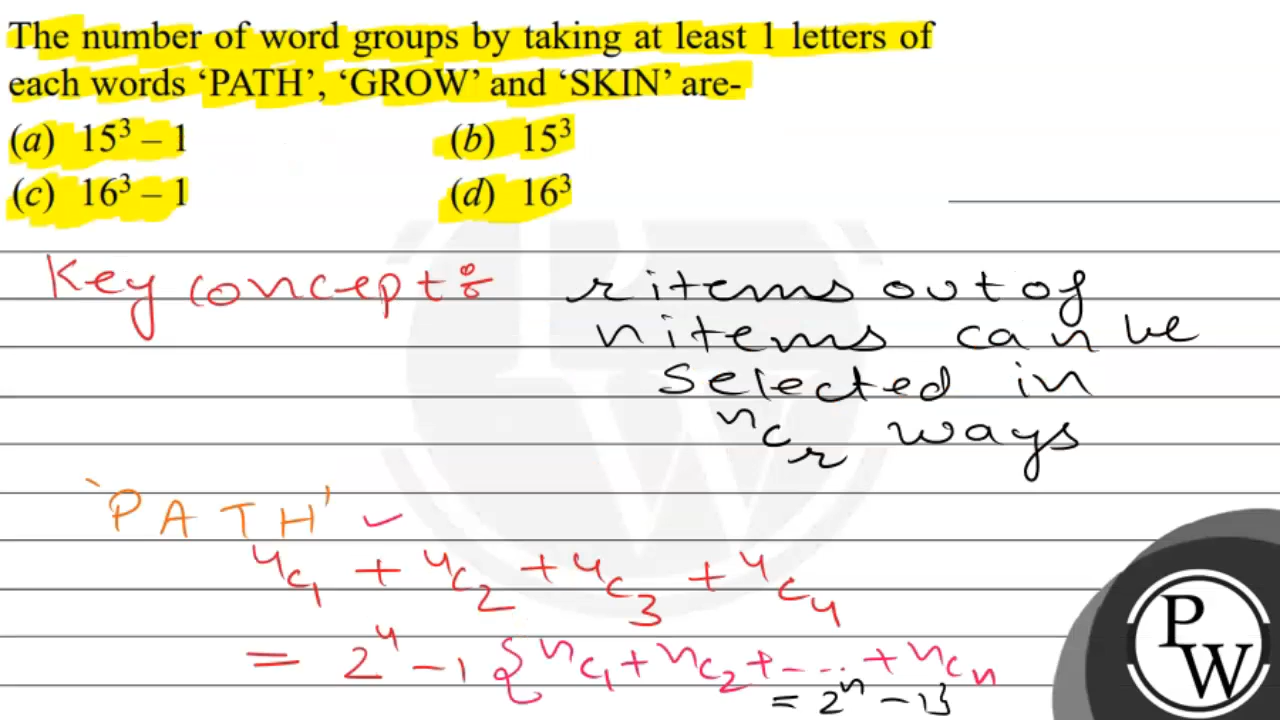 The number of word groups by taking at least 1 letters of
each words ‘PATH’, ‘GROW’ and ‘SKIN’ are-
(a) 15³ – 1 (b) 15³
(c) 16³ – 1 (d) 16³
Key concept :
r items out of
n items can be
selected in
ⁿCᵣ ways
'PATH' ✓
⁴C₁ + ⁴C₂ + ⁴C₃ + ⁴C₄
= 2⁴ - 1 {ⁿC₁ + ⁿC₂ + - - .. + ⁿCₙ
= 2ⁿ - 1}
P
W